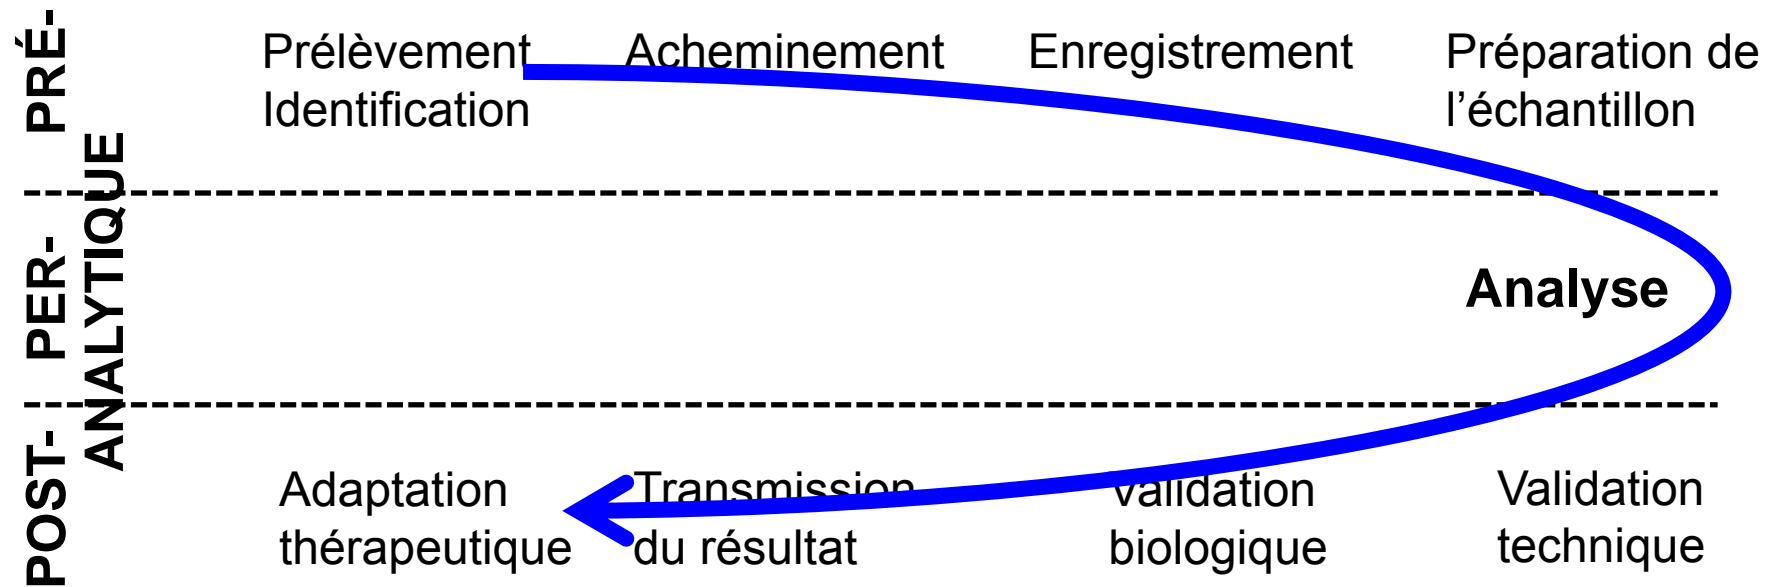 PRÉ-
PER-
POST-
ANALYTIQUE
Prélèvement
Identification
Acheminement
Enregistrement
Préparation de
l’échantillon
Analyse
Adaptation
thérapeutique
Transmission
du résultat
Validation
biologique
Validation
technique